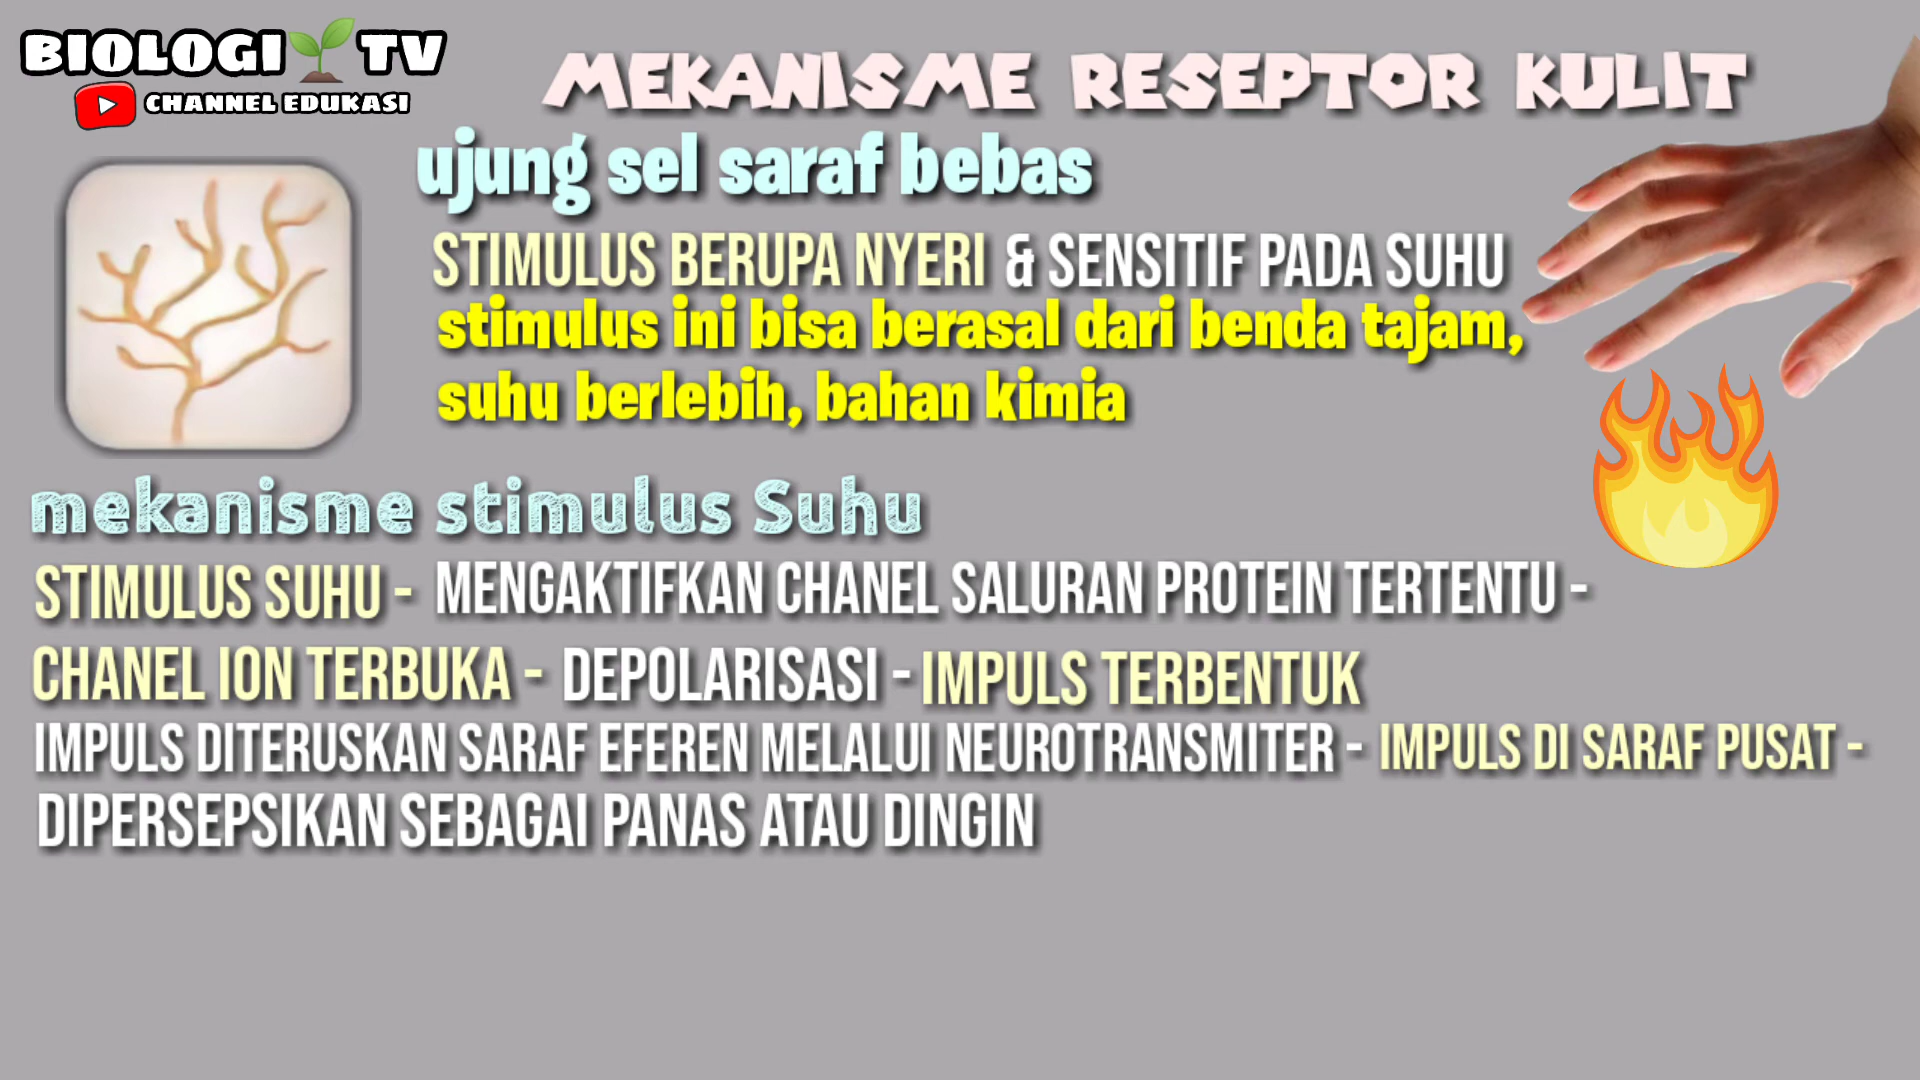 BIOLOGI TV
CHANNEL EDUKASI
MEKANISME RESEPTOR KULIT
ujung sel saraf bebas
STIMULUS BERUPA NYERI & SENSITIF PADA SUHU
stimulus ini bisa berasal dari benda tajam,
suhu berlebih, bahan kimia
mekanisme stimulus Suhu
STIMULUS SUHU - MENGAKTIFKAN CHANEL SALURAN PROTEIN TERTENTU -
CHANEL ION TERBUKA - DEPOLARISASI - IMPULS TERBENTUK
IMPULS DITERUSKAN SARAF EFEREN MELALUI NEUROTRANSMITER - IMPULS DI SARAF PUSAT -
DIPERSEPSIKAN SEBAGAI PANAS ATAU DINGIN